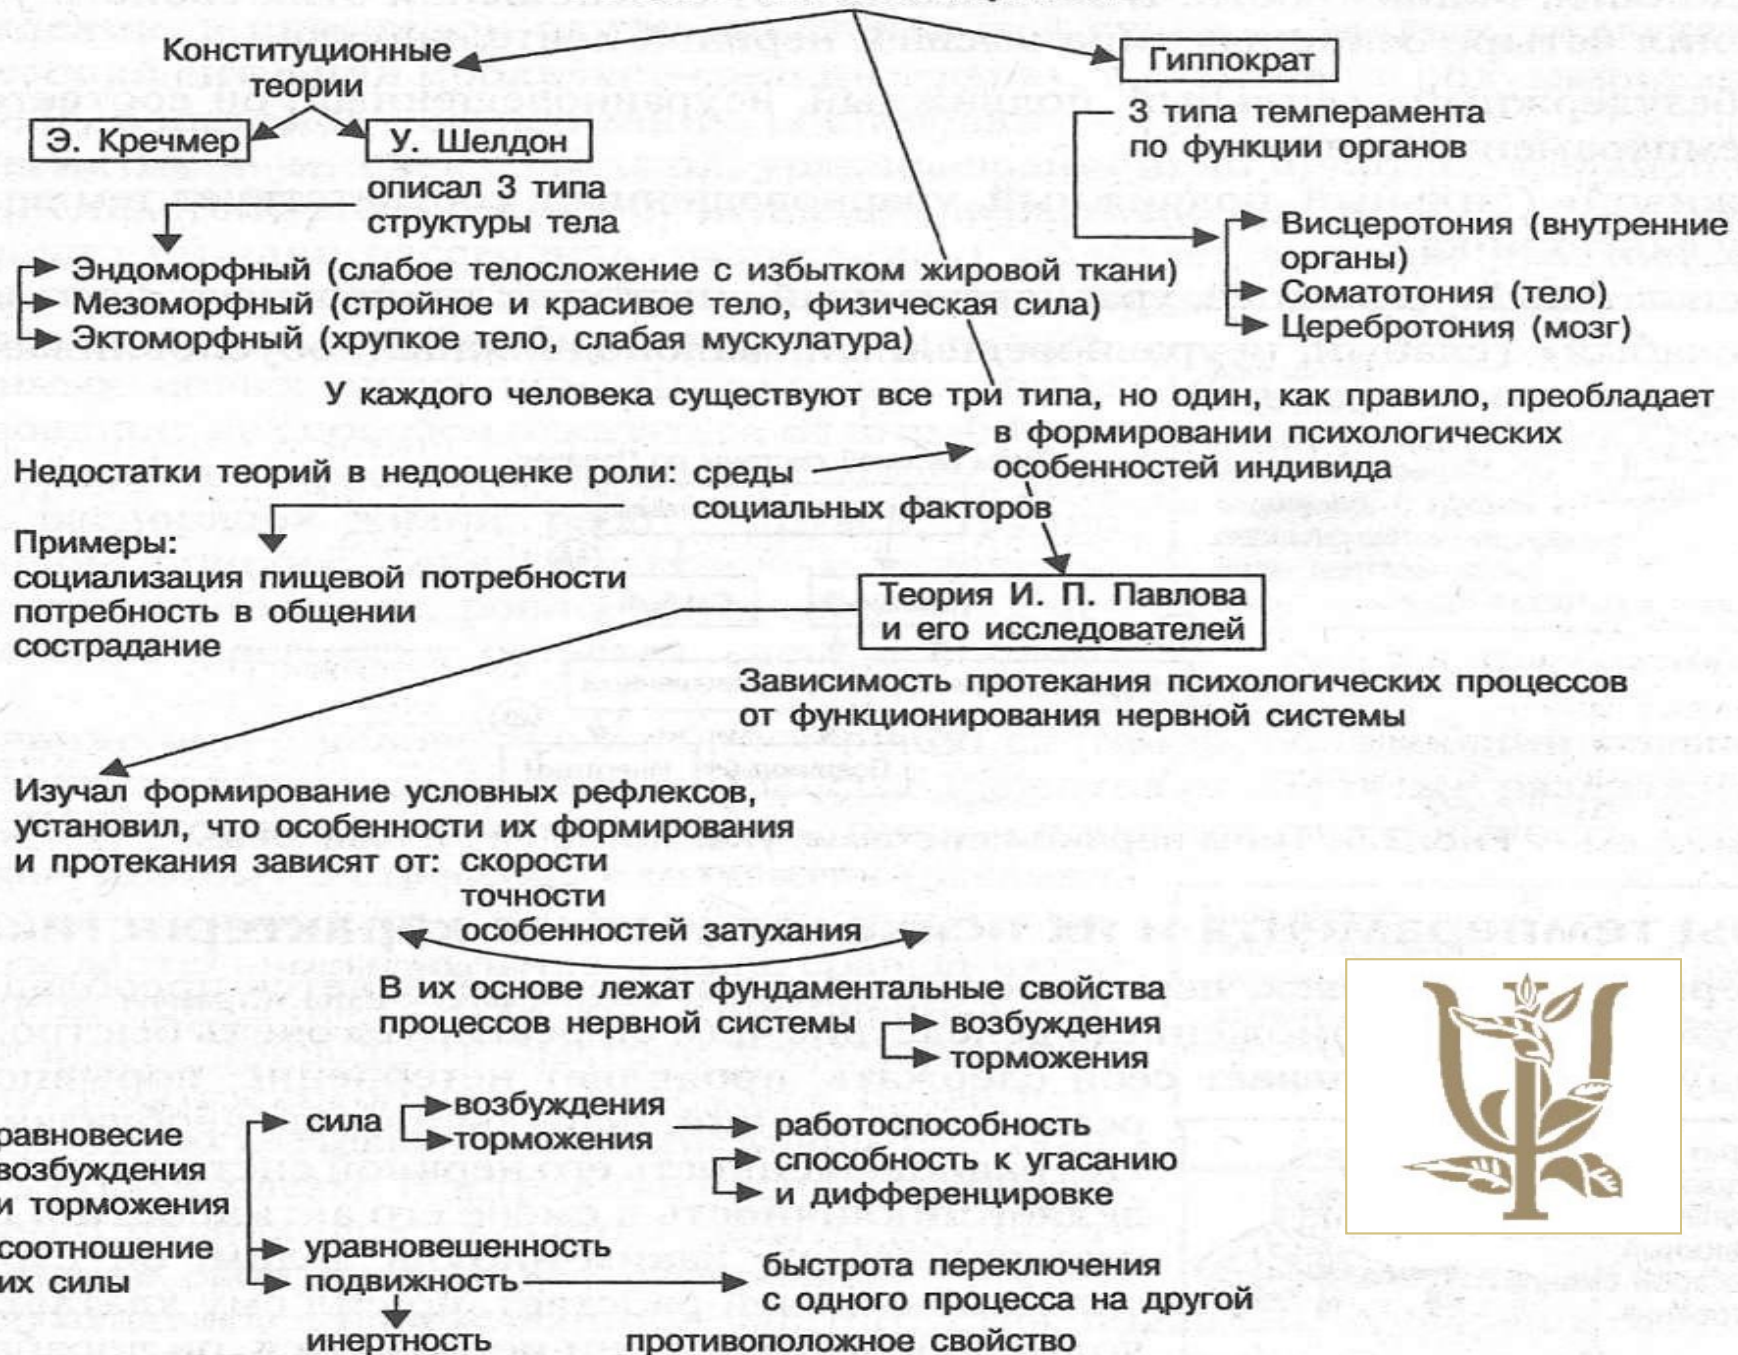 Конституционные
теории
Гиппократ
Э. Кречмер
У. Шелдон
3 типа темперамента
по функции органов
описал 3 типа
структуры тела
Висцеротония (внутренние
органы)
Соматотония (тело)
Церебротония (мозг)
Эндоморфный (слабое телосложение с избытком жировой ткани)
Мезоморфный (стройное и красивое тело, физическая сила)
Эктоморфный (хрупкое тело, слабая мускулатура)
У каждого человека существуют все три типа, но один, как правило, преобладает
в формировании психологических
особенностей индивида
Недостатки теорий в недооценке роли: среды
социальных факторов
Примеры:
социализация пищевой потребности
потребность в общении
сострадание
Теория И. П. Павлова
и его исследователей
Зависимость протекания психологических процессов
от функционирования нервной системы
Изучал формирование условных рефлексов,
установил, что особенности их формирования
и протекания зависят от: скорости
точности
особенностей затухания
В их основе лежат фундаментальные свойства
процессов нервной системы
возбуждения
торможения
равновесие
возбуждения
и торможения
соотношение
их силы
сила
возбуждения
торможения
работоспособность
способность к угасанию
и дифференцировке
уравновешенность
подвижность
быстрота переключения
с одного процесса на другой
инертность
противоположное свойство